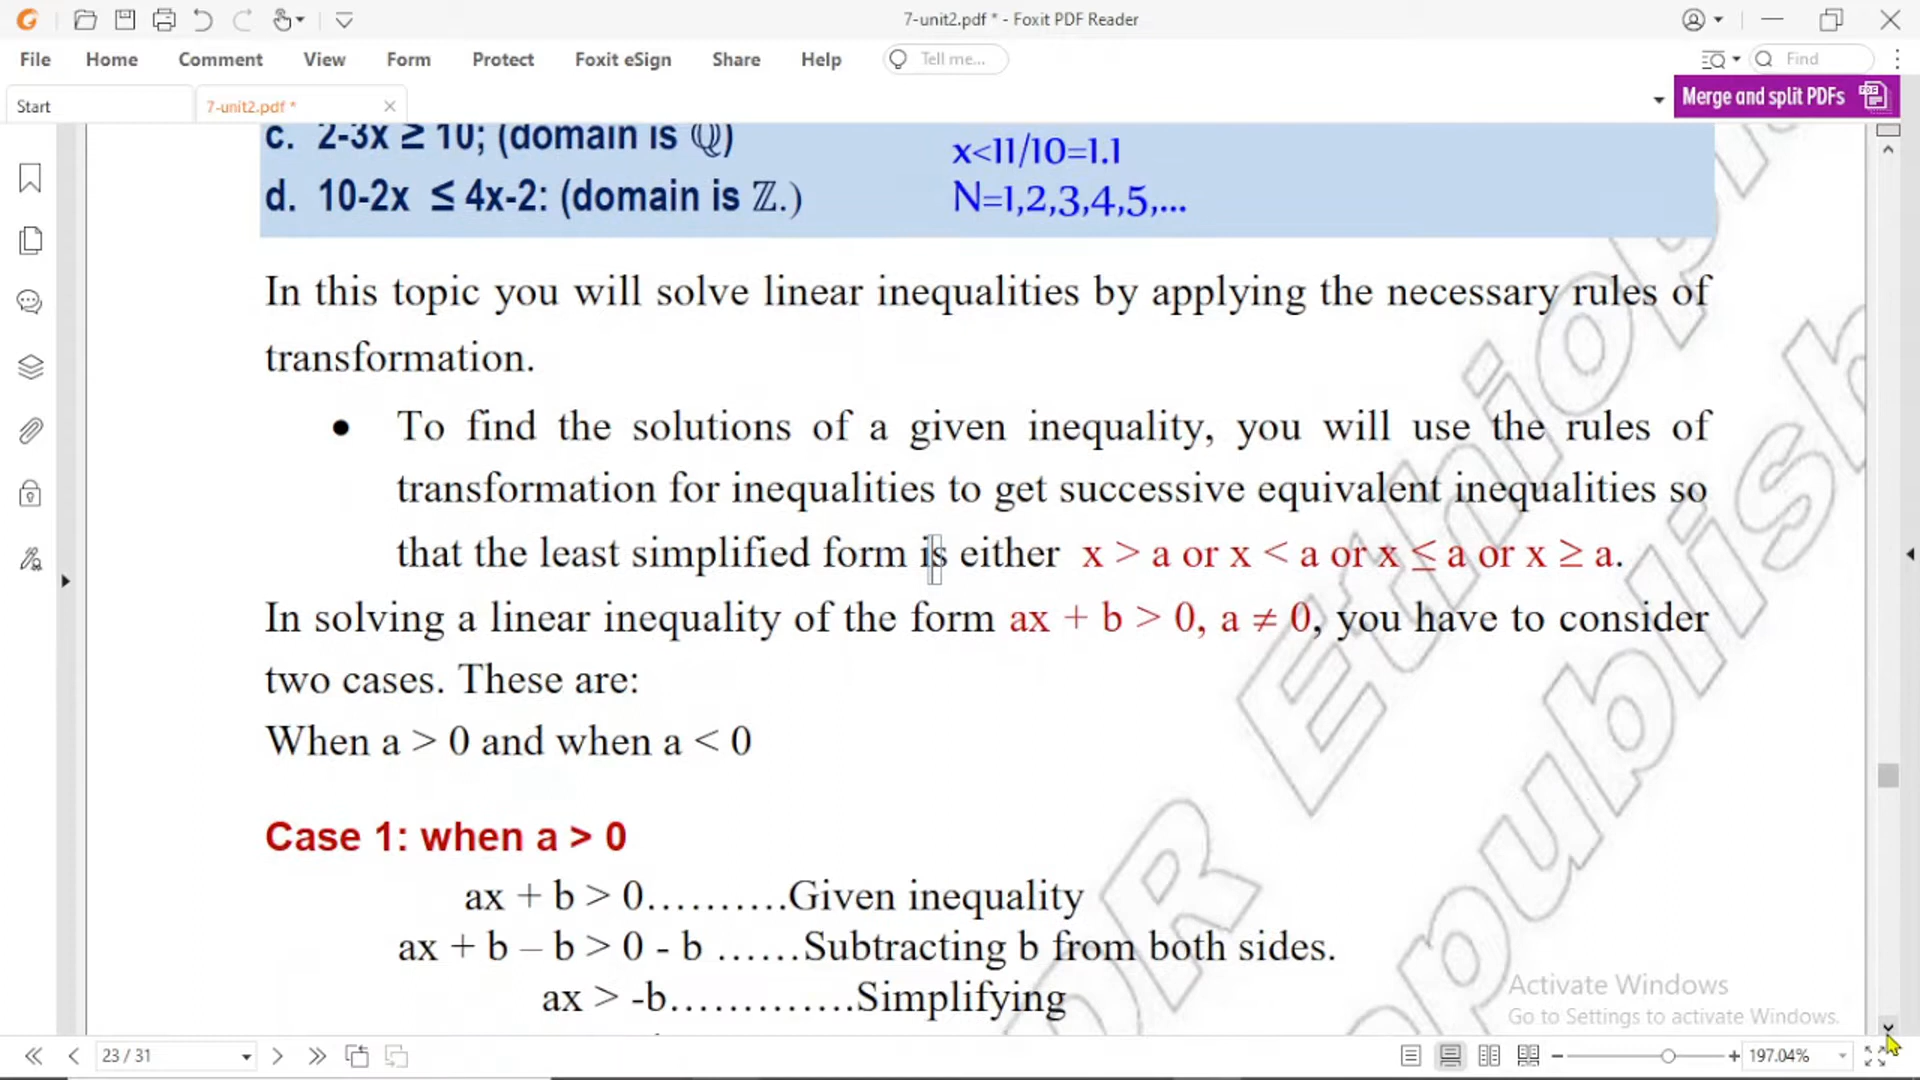 7-unit2.pdf * - Foxit PDF Reader
File Home Comment View Form Protect Foxit eSign Share Help Tell me... Find
Start 7-unit2.pdf * Merge and split PDFs
c. 2-3x ≥ 10; (domain is ℚ)
x<11/10=1.1
d. 10-2x ≤ 4x-2: (domain is ℤ.)
N=1,2,3,4,5,...
In this topic you will solve linear inequalities by applying the necessary rules of
transformation.
• To find the solutions of a given inequality, you will use the rules of
transformation for inequalities to get successive equivalent inequalities so
that the least simplified form is either x > a or x < a or x ≤ a or x ≥ a.
In solving a linear inequality of the form ax + b > 0, a ≠ 0, you have to consider
two cases. These are:
When a > 0 and when a < 0
Case 1: when a > 0
ax + b > 0..........Given inequality
ax + b – b > 0 - b ......Subtracting b from both sides.
ax > -b.............Simplifying
Activate Windows
Go to Settings to activate Windows.
23 / 31
197.04%